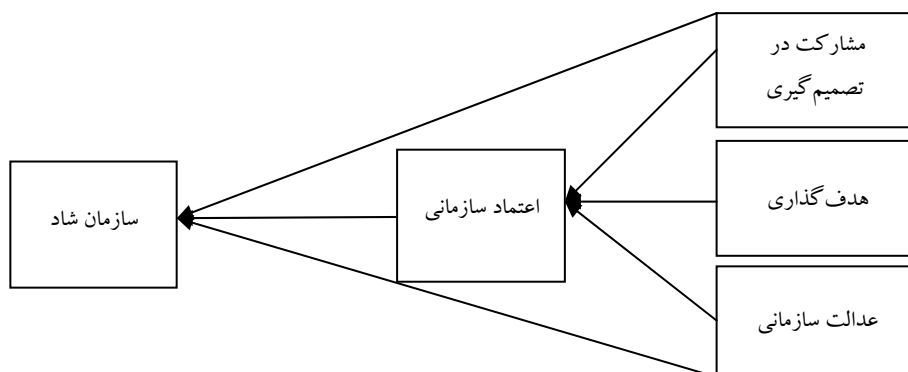 مشارکت در
تصمیم‌گیری
هدف‌گذاری
اعتماد سازمانی
سازمان شاد
عدالت سازمانی